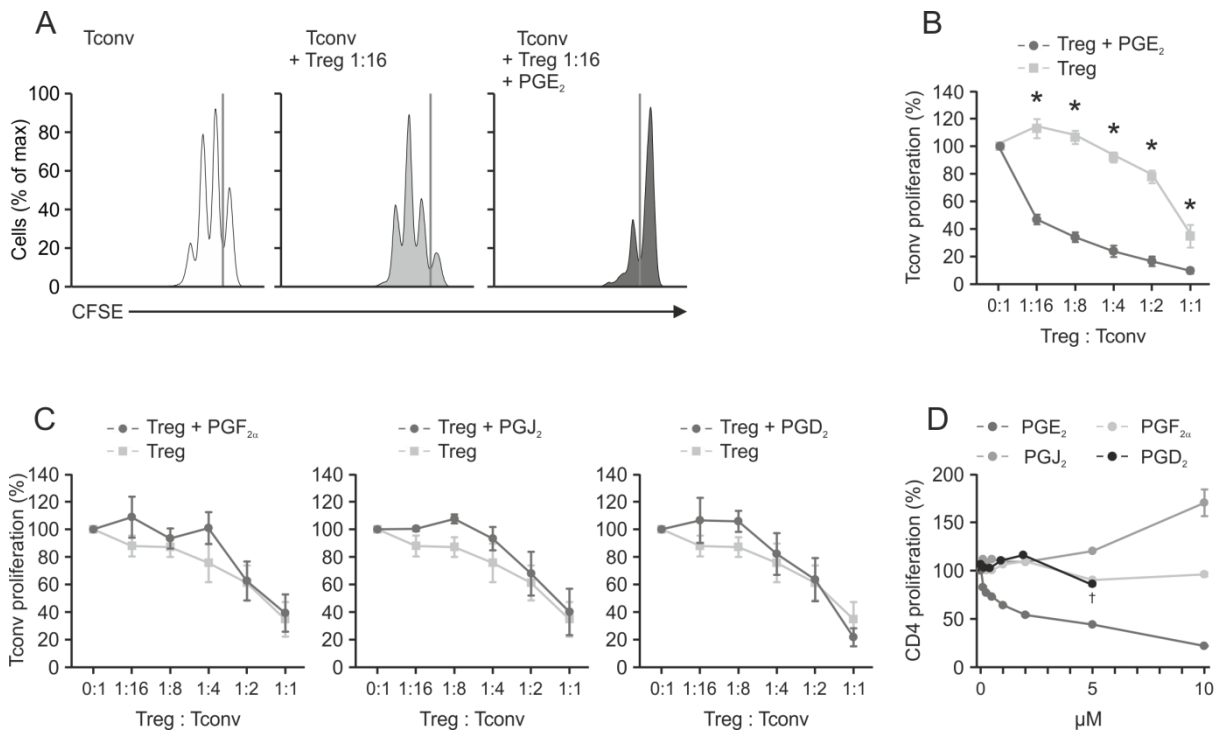 A
Tconv
Tconv
+ Treg 1:16
Tconv
+ Treg 1:16
+ PGE2
Cells (% of max)
100
80
60
40
20
0
CFSE
B
Treg + PGE2
Treg
Tconv proliferation (%)
140
120
100
80
60
40
20
0
* * * * *
0:1 1:16 1:8 1:4 1:2 1:1
Treg : Tconv
C
Treg + PGF2α
Treg
Tconv proliferation (%)
140
120
100
80
60
40
20
0
0:1 1:16 1:8 1:4 1:2 1:1
Treg : Tconv
Treg + PGJ2
Treg
140
120
100
80
60
40
20
0
0:1 1:16 1:8 1:4 1:2 1:1
Treg : Tconv
Treg + PGD2
Treg
140
120
100
80
60
40
20
0
0:1 1:16 1:8 1:4 1:2 1:1
Treg : Tconv
D
PGE2 PGF2α
PGJ2 PGD2
CD4 proliferation (%)
200
150
100
50
0
†
0 5 10
µM